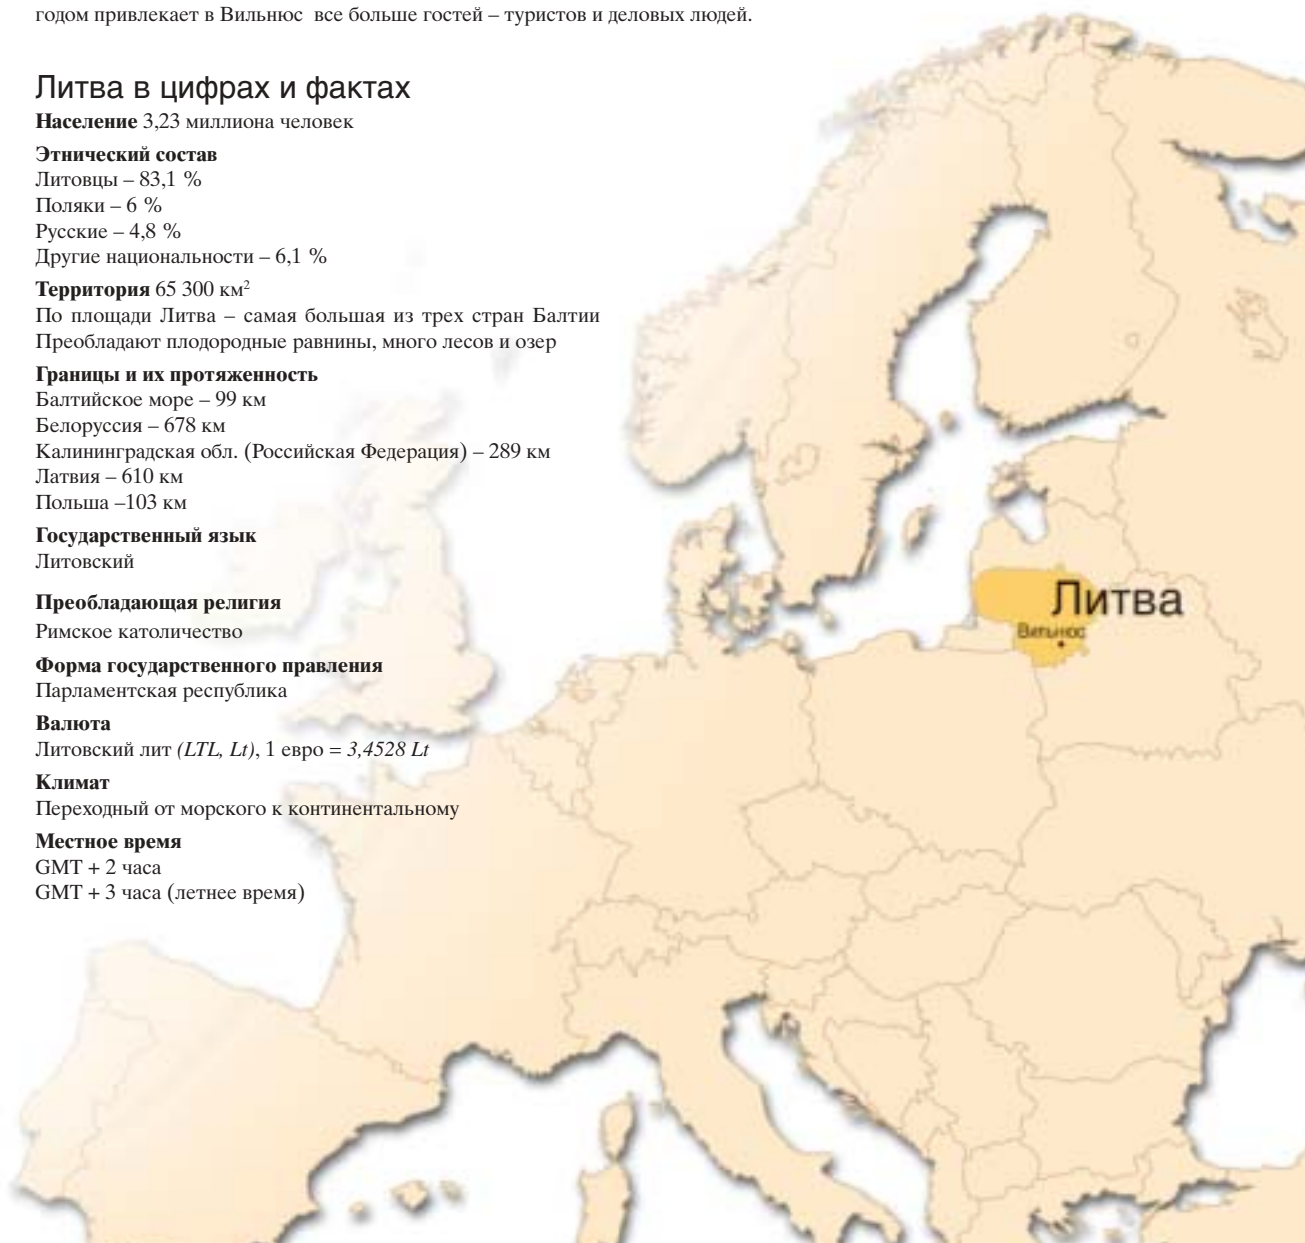 годом привлекает в Вильнюс все больше гостей – туристов и деловых людей.
Литва в цифрах и фактах
Население 3,23 миллиона человек
Этнический состав
Литовцы – 83,1 %
Поляки – 6 %
Русские – 4,8 %
Другие национальности – 6,1 %
Территория 65 300 км²
По площади Литва – самая большая из трех стран Балтии
Преобладают плодородные равнины, много лесов и озер
Границы и их протяженность
Балтийское море – 99 км
Белоруссия – 678 км
Калининградская обл. (Российская Федерация) – 289 км
Латвия – 610 км
Польша –103 км
Государственный язык
Литовский
Преобладающая религия
Римское католичество
Форма государственного правления
Парламентская республика
Валюта
Литовский лит (LTL, Lt), 1 евро = 3,4528 Lt
Климат
Переходный от морского к континентальному
Местное время
GMT + 2 часа
GMT + 3 часа (летнее время)
Литва
Вильнюс